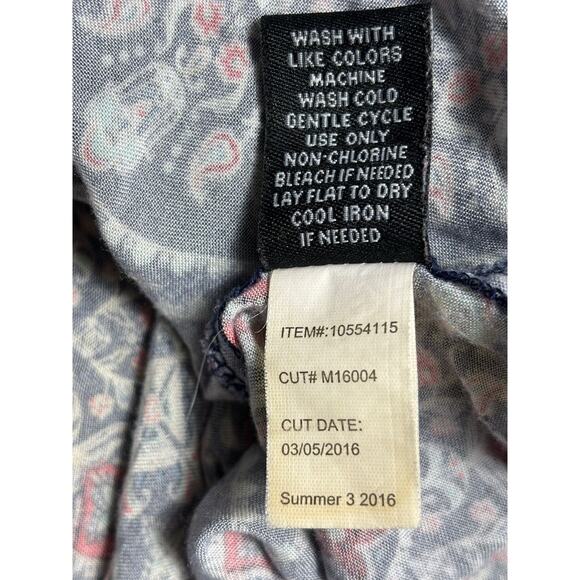 WASH WITH
LIKE COLORS
MACHINE
WASH COLD
GENTLE CYCLE
USE ONLY
NON-CHLORINE
BLEACH IF NEEDED
LAY FLAT TO DRY
COOL IRON
IF NEEDED
ITEM#:10554115
CUT# M16004
CUT DATE:
03/05/2016
Summer 3 2016